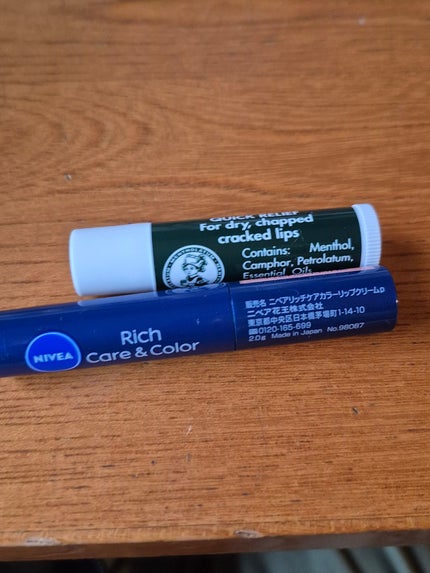 QUICK RELIEF
For dry, chapped
cracked lips
Contains: Menthol,
Camphor, Petrolatum,
Essential Oils
NIVEA
Rich
Care & Color
販売名 ニベアリッチケアカラーリップクリームp
ニベア花王株式会社
東京都中央区日本橋茅場町1-14-10
0120-165-699
2.0g Made in Japan No.98087